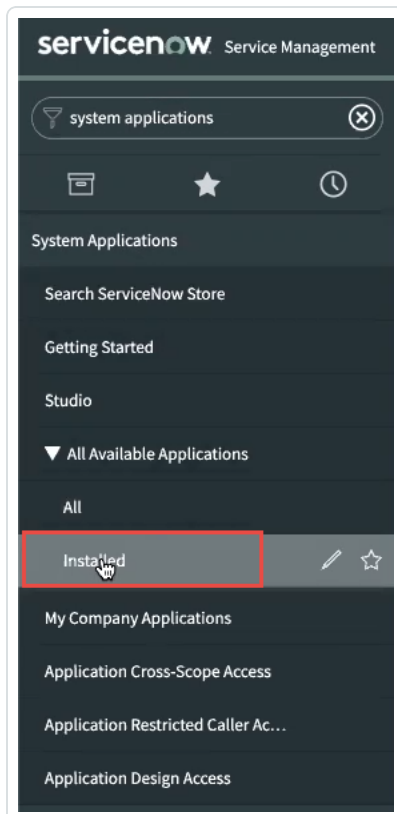 servicenow Service Management
system applications
System Applications
Search ServiceNow Store
Getting Started
Studio
All Available Applications
All
Installed
My Company Applications
Application Cross-Scope Access
Application Restricted Caller Ac...
Application Design Access